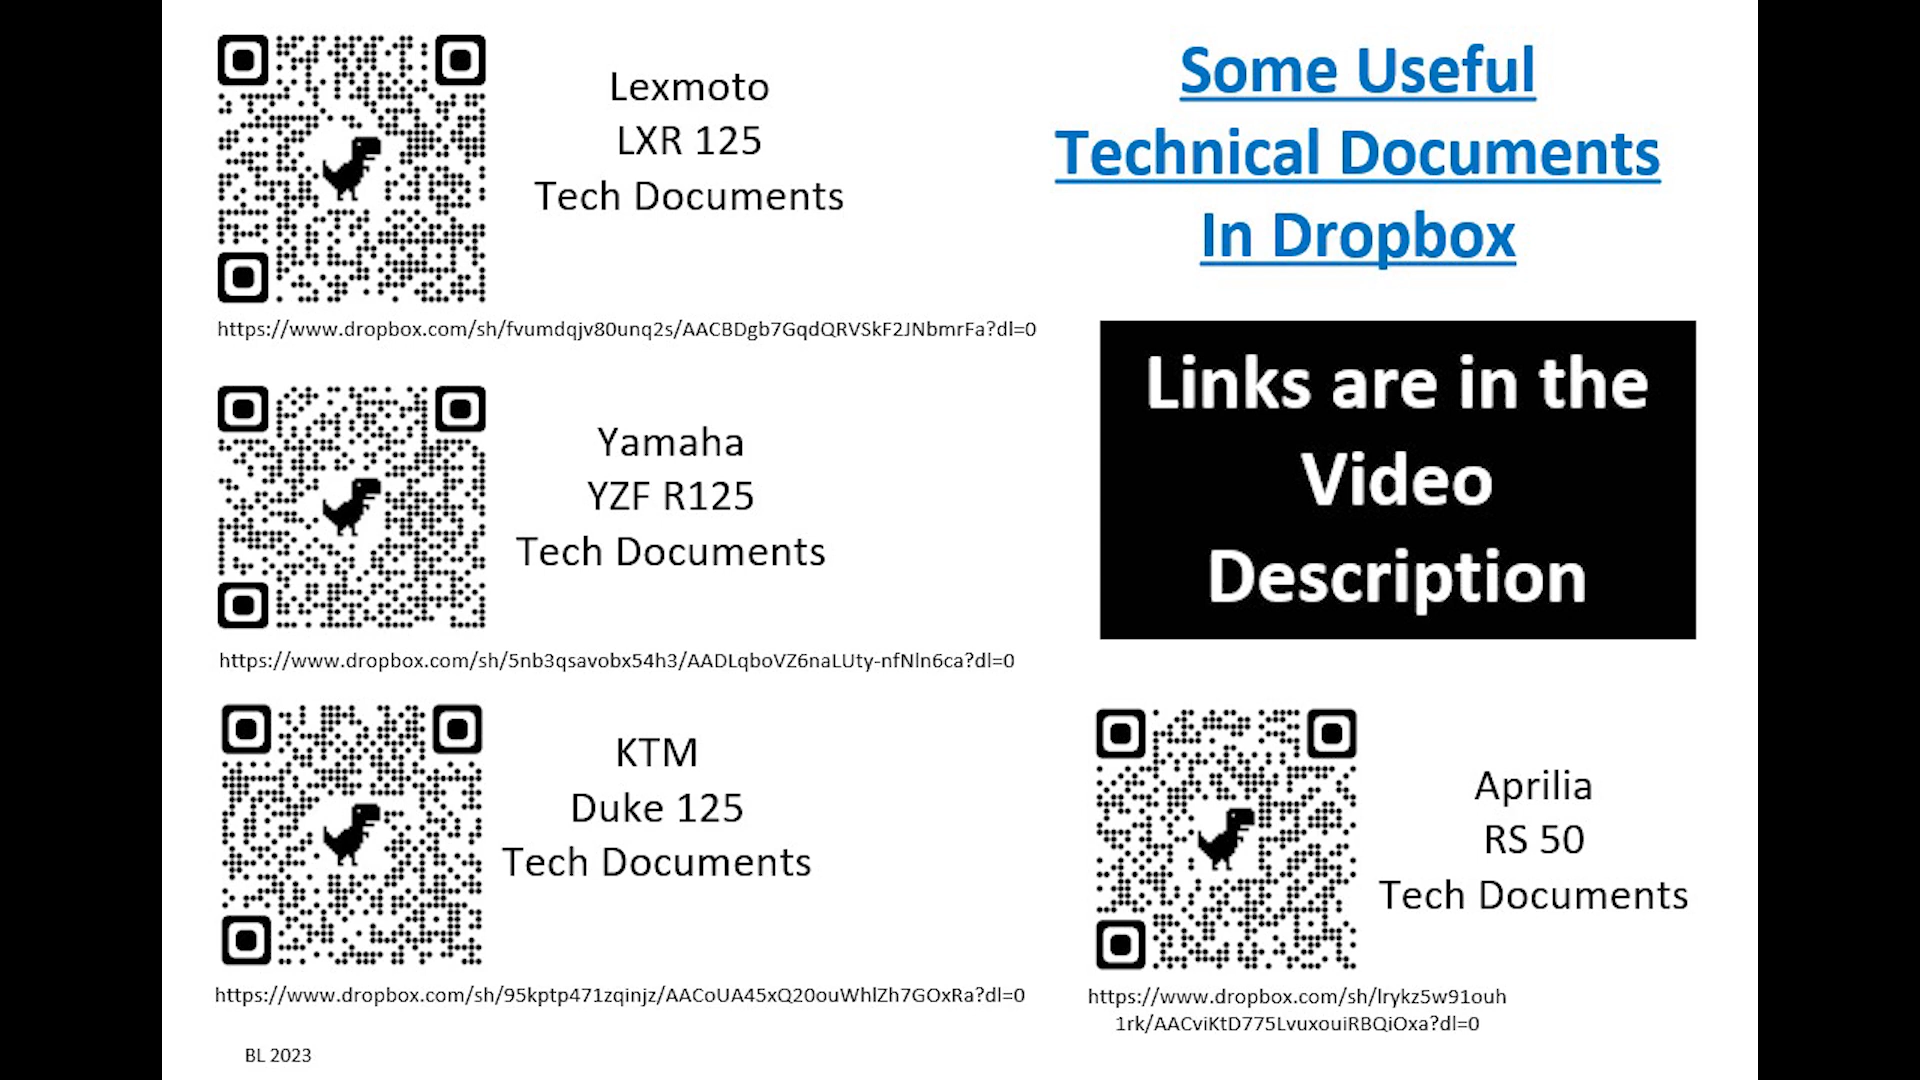 Lexmoto
LXR 125
Tech Documents
https://www.dropbox.com/sh/fvumdqjv80unq2s/AACBDgb7GqdQRVSkF2JNbmrFa?dl=0
Some Useful
Technical Documents
In Dropbox
Links are in the
Video
Description
Yamaha
YZF R125
Tech Documents
https://www.dropbox.com/sh/5nb3qsavobx54h3/AADLqboVZ6naLUty-nfNln6ca?dl=0
KTM
Duke 125
Tech Documents
https://www.dropbox.com/sh/95kptp471zqinjz/AACoUA45xQ20ouWhlZh7GOxRa?dl=0
Aprilia
RS 50
Tech Documents
https://www.dropbox.com/sh/lrykz5w91ouh
1rk/AACviKtD775LvuxouiRBQiOxa?dl=0
BL 2023